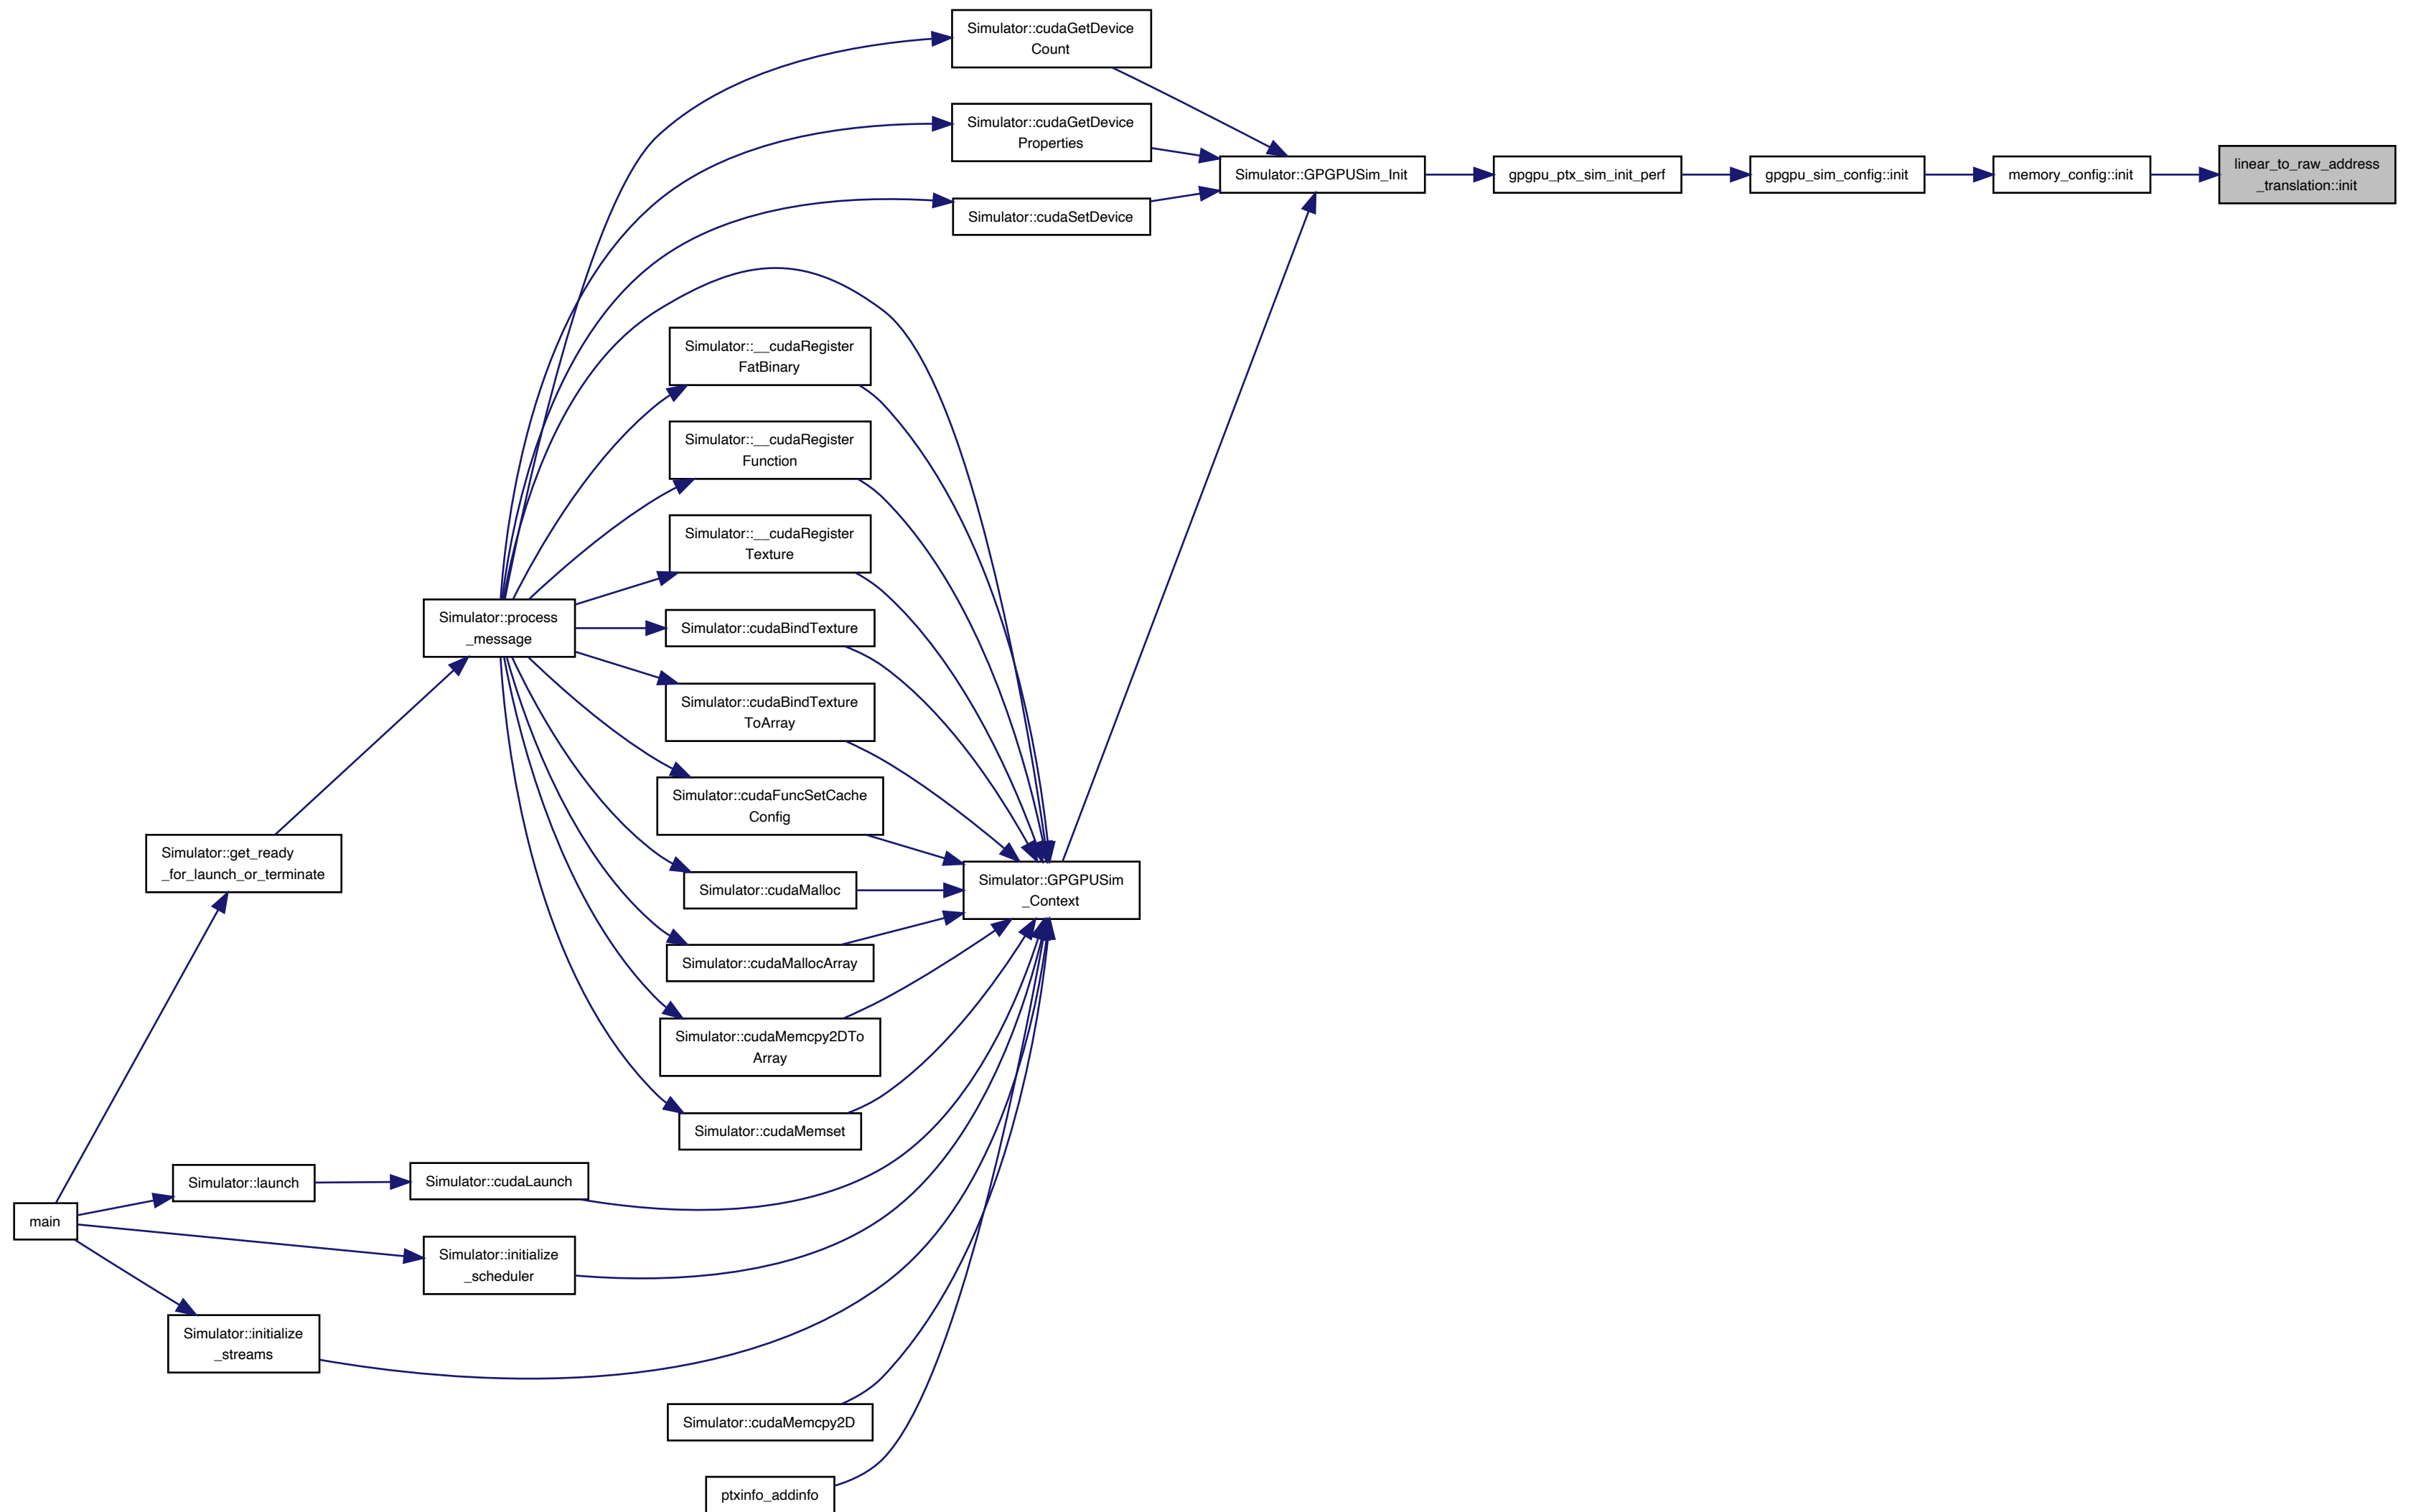 Simulator::cudaGetDevice
Count
Simulator::cudaGetDevice
Properties
Simulator::cudaSetDevice
Simulator::GPGPUSim_Init
gpgpu_ptx_sim_init_perf
gpgpu_sim_config::init
memory_config::init
linear_to_raw_address
_translation::init
Simulator::__cudaRegister
FatBinary
Simulator::__cudaRegister
Function
Simulator::__cudaRegister
Texture
Simulator::process
_message
Simulator::cudaBindTexture
Simulator::cudaBindTexture
ToArray
Simulator::cudaFuncSetCache
Config
Simulator::get_ready
_for_launch_or_terminate
Simulator::cudaMalloc
Simulator::GPGPUSim
_Context
Simulator::cudaMallocArray
Simulator::cudaMemcpy2DTo
Array
Simulator::cudaMemset
Simulator::launch
Simulator::cudaLaunch
main
Simulator::initialize
_scheduler
Simulator::initialize
_streams
Simulator::cudaMemcpy2D
ptxinfo_addinfo